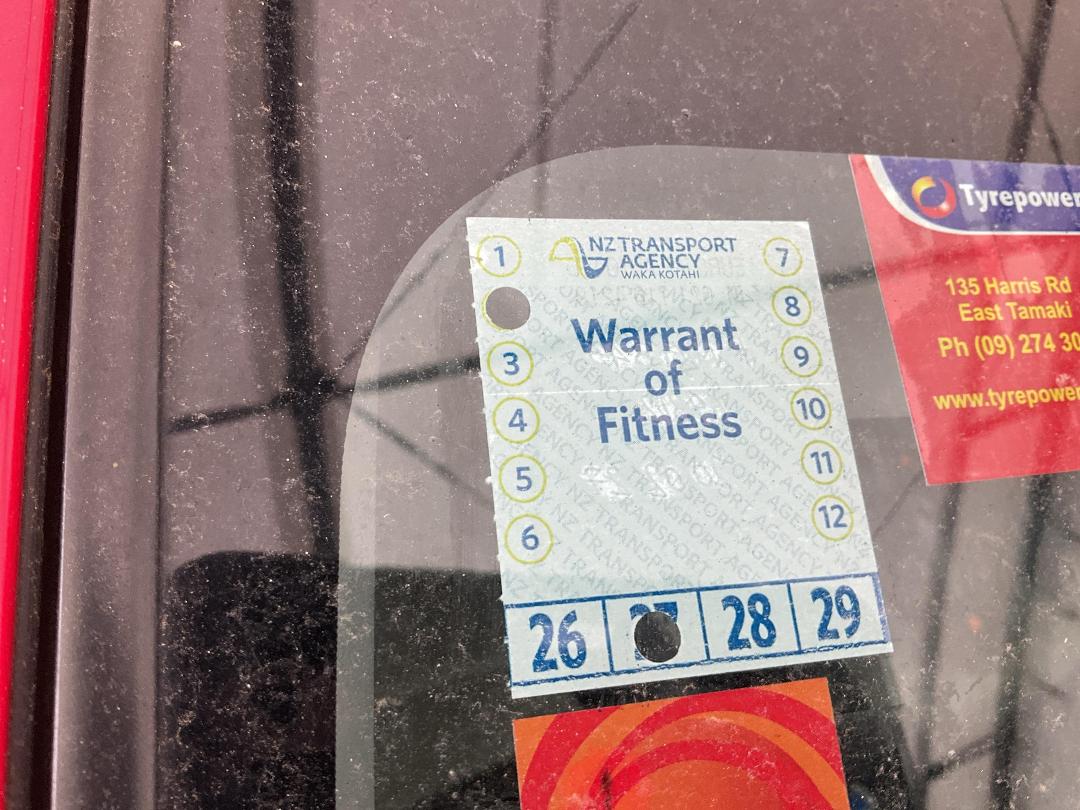 1
NZ TRANSPORT
AGENCY
WAKA KOTAHI
7
8
3
9
4
10
5
11
6
12
Warrant
of
Fitness
26
28
29
Tyrepower
135 Harris Rd
East Tamaki
Ph (09) 274 30
www.tyrepower